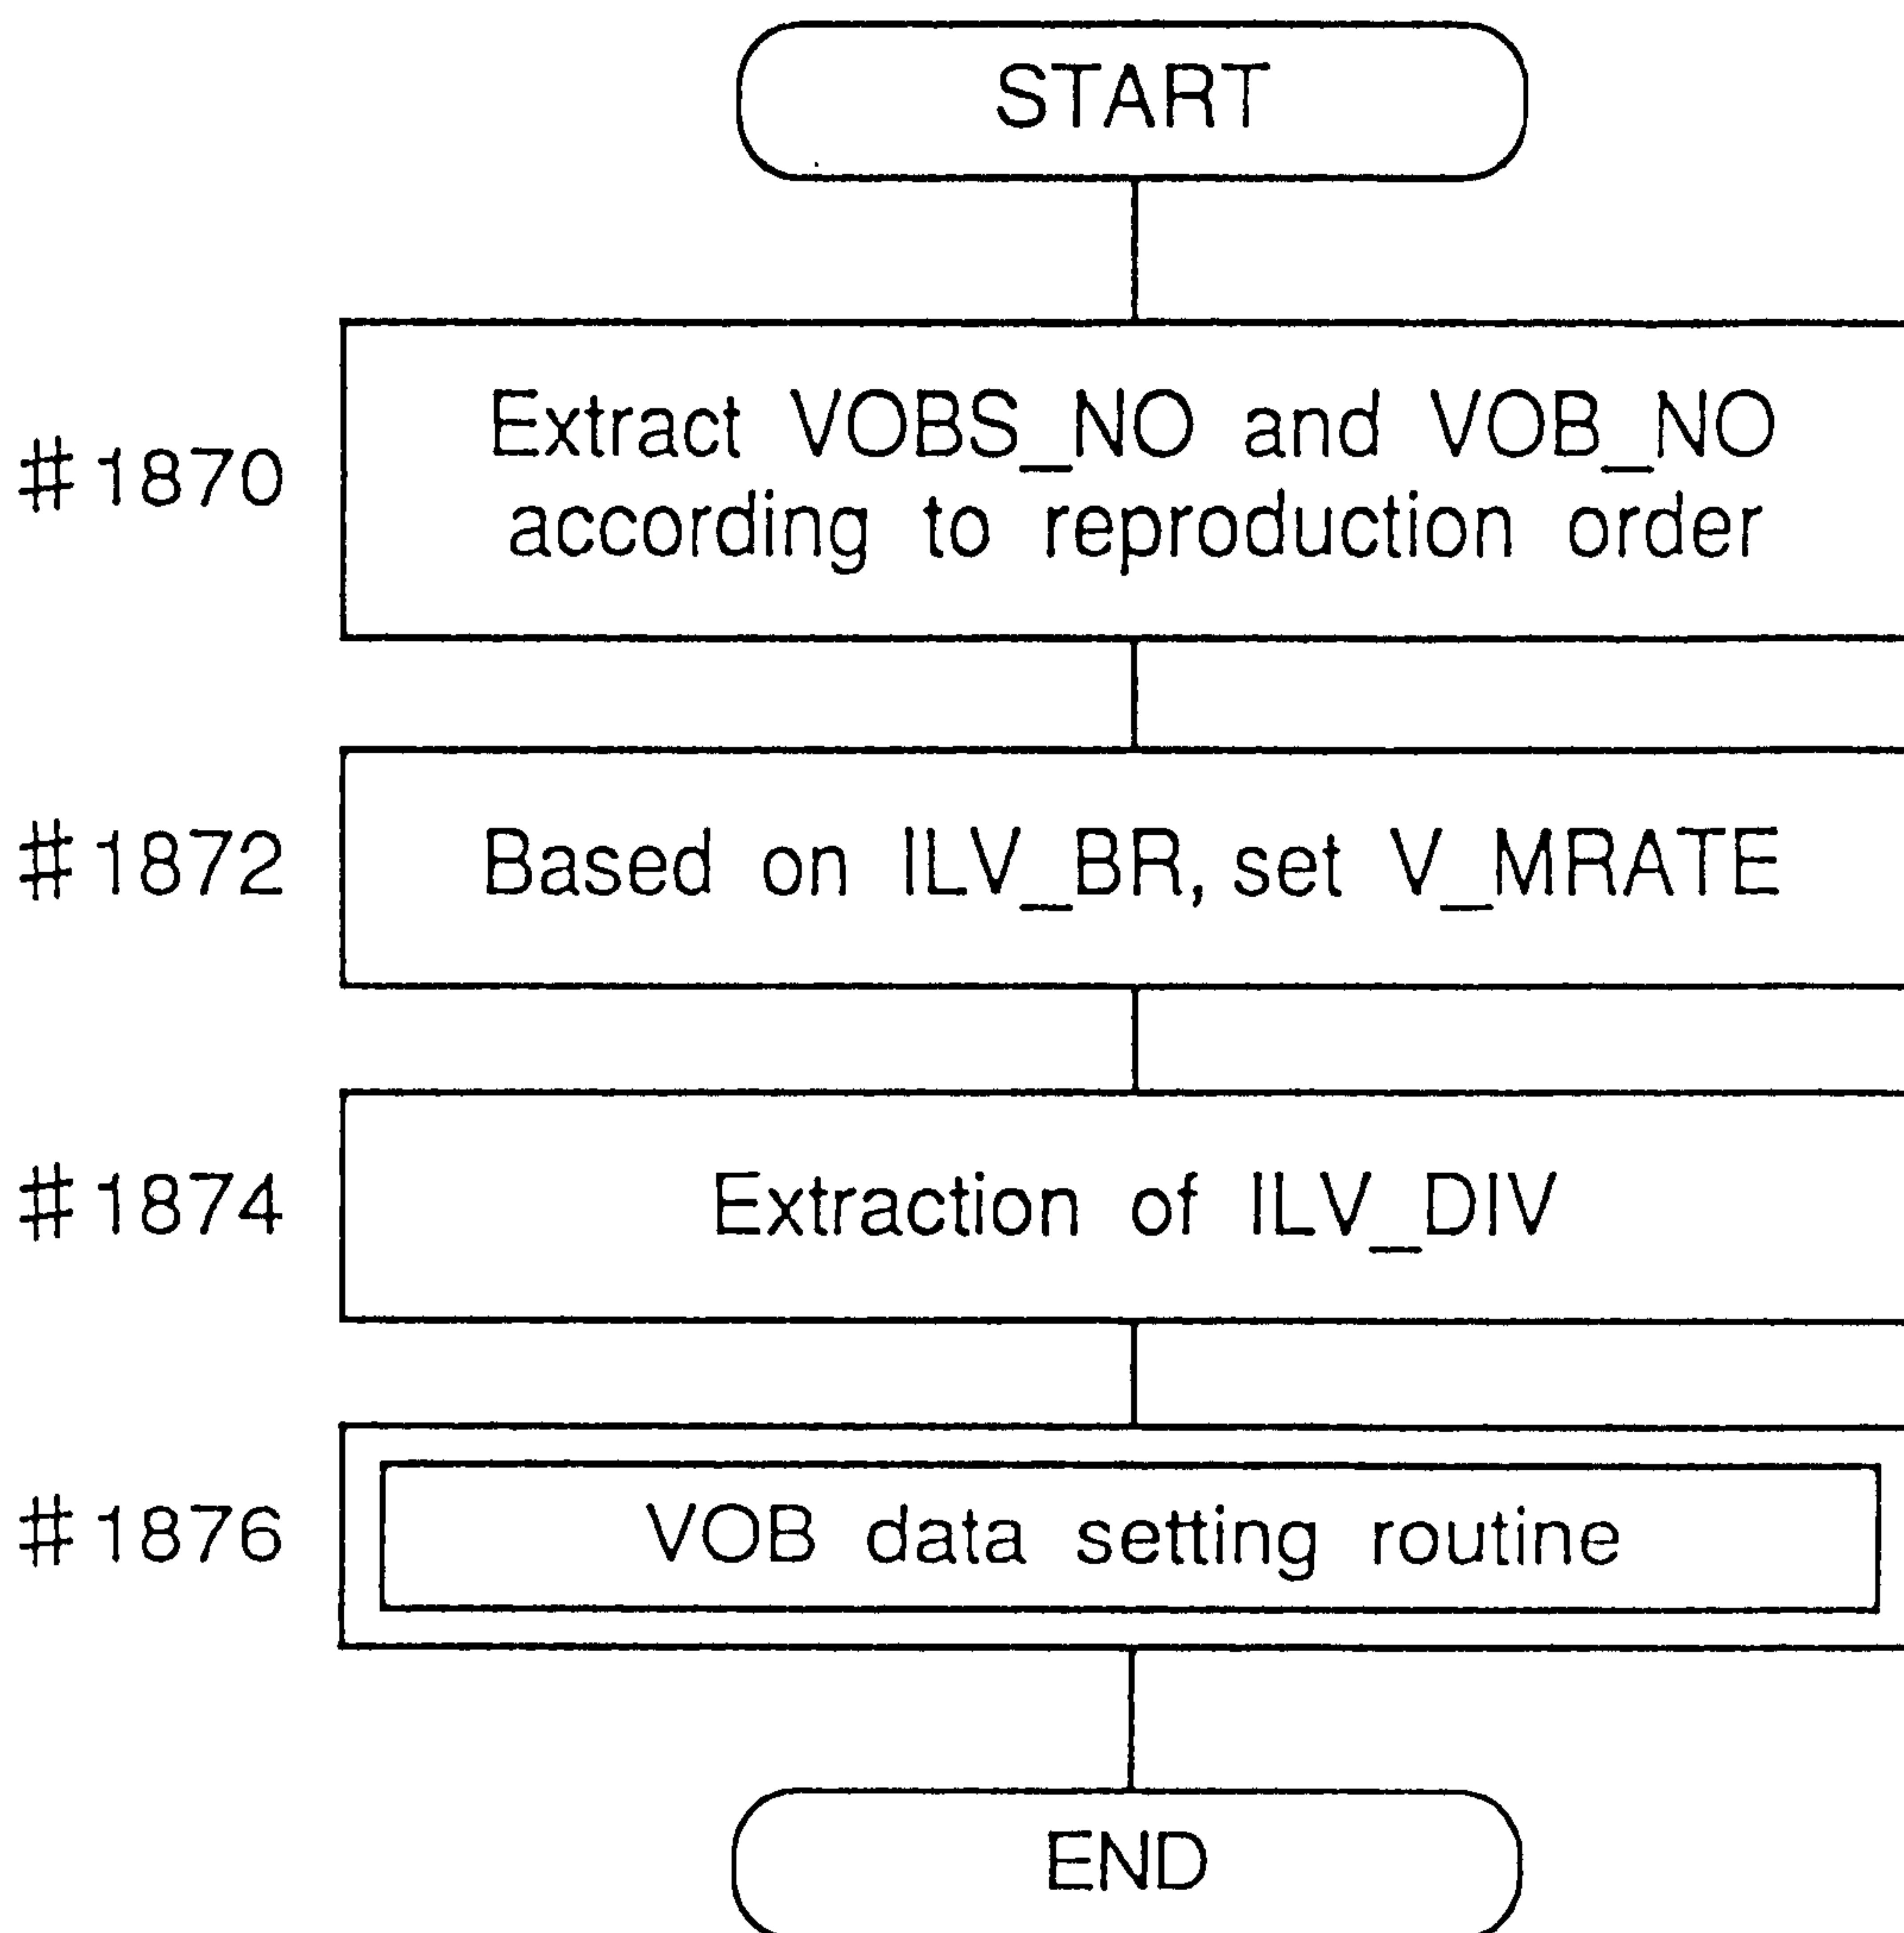 START
Extract VOBS_NO and VOB_NO
#1870
according to reproduction order
#1872 Based on ILV_BR, set V_MRATE
#1874 Extraction of ILV_DIV
#1876 VOB data setting routine
END